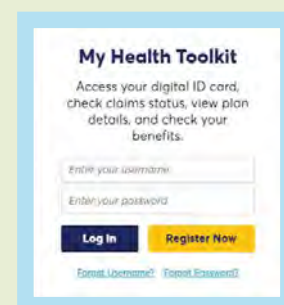 My Health Toolkit
Access your digital ID card,
check claims status, view plan
details, and check your
benefits.
Enter your username
Enter your password
Log In Register Now
Forgot Username? Forgot Password?